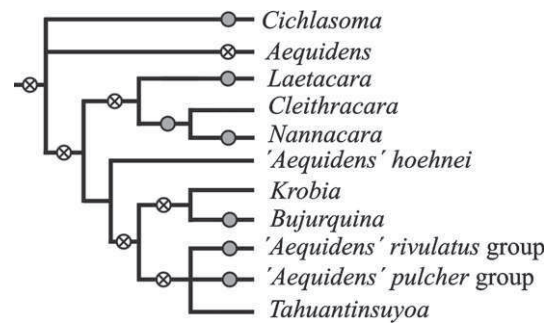 Cichlasoma
Aequidens
Laetacara
Cleithracara
Nannacara
´Aequidens´ hoehnei
Krobia
Bujurquina
´Aequidens´ rivulatus group
´Aequidens´ pulcher group
Tahuantinsuyoa